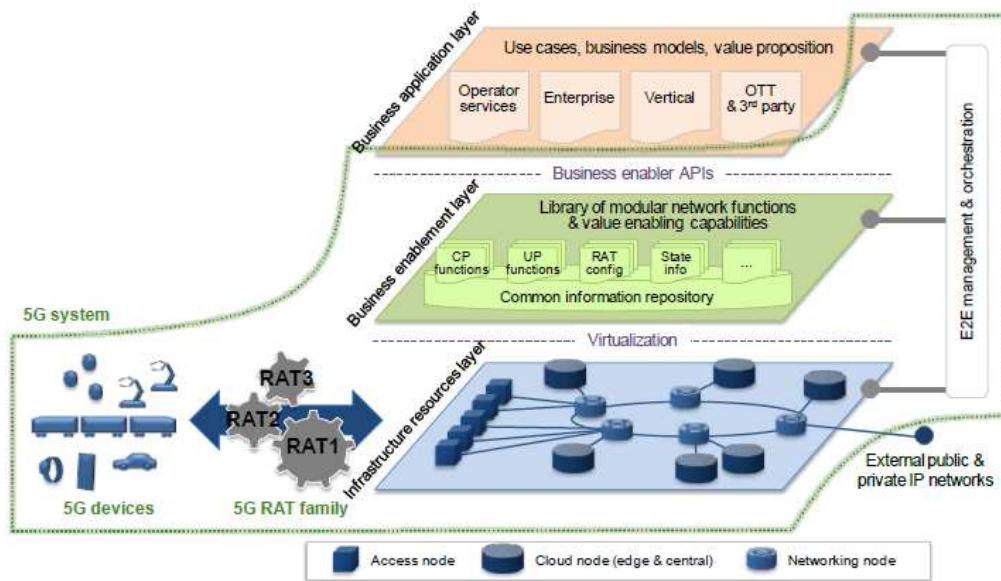 Business application layer
Use cases, business models, value proposition
Operator
services
Enterprise
Vertical
OTT
& 3rd party
Business enabler APIs
Business enablement layer
Library of modular network functions
& value enabling capabilities
CP
functions
UP
functions
RAT
config
State
info
...
Common information repository
E2E management & orchestration
Virtualization
5G system
RAT3
RAT2
RAT1
Infrastructure resources layer
5G devices
5G RAT family
External public &
private IP networks
Access node
Cloud node (edge & central)
Networking node